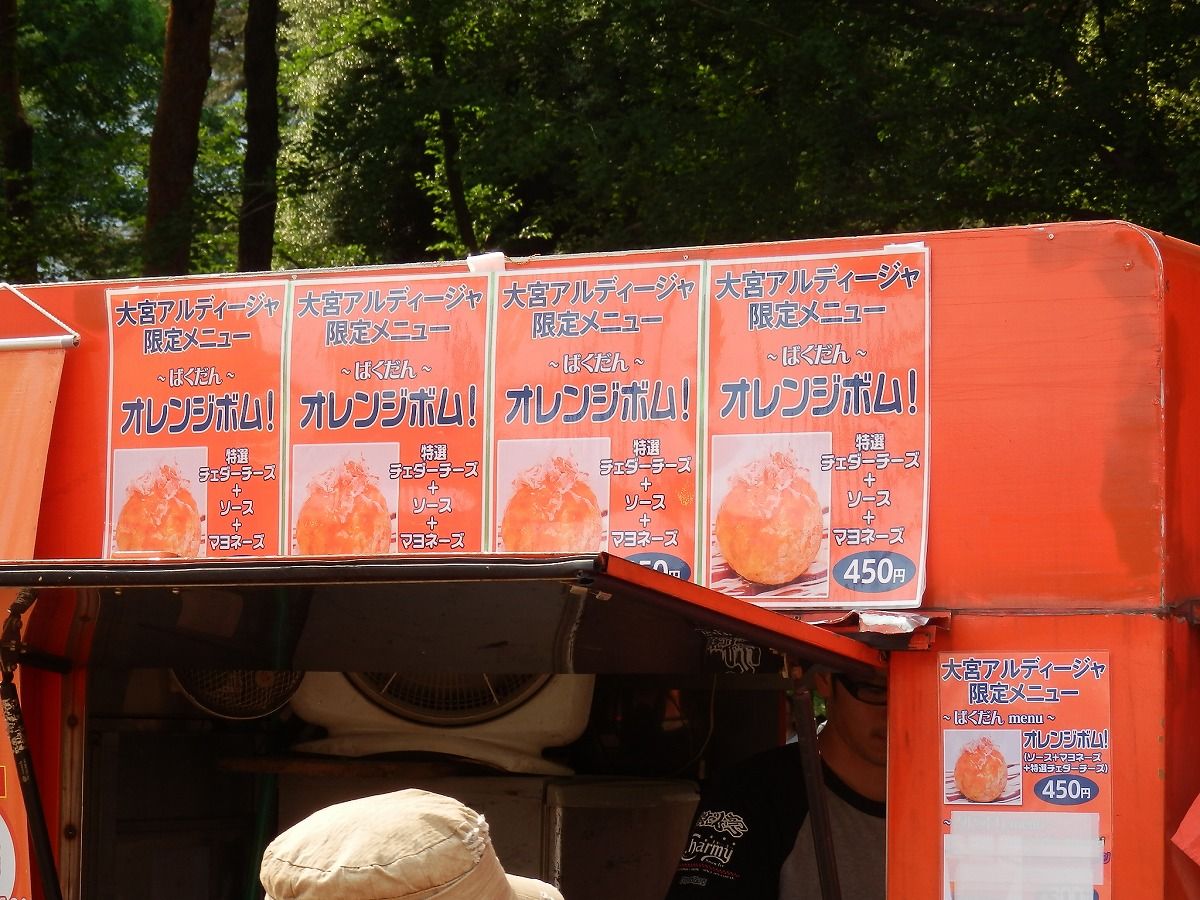 大宮アルディージャ
限定メニュー
～ばくだん～
オレンジボム!
特選
チェダーチーズ
+
ソース
+
マヨネーズ
大宮アルディージャ
限定メニュー
～ばくだん～
オレンジボム!
特選
チェダーチーズ
+
ソース
+
マヨネーズ
大宮アルディージャ
限定メニュー
～ばくだん～
オレンジボム!
特選
チェダーチーズ
+
ソース
+
マヨネーズ
大宮アルディージャ
限定メニュー
～ばくだん～
オレンジボム!
特選
チェダーチーズ
+
ソース
+
マヨネーズ
450円
大宮アルディージャ
限定メニュー
～ばくだん menu～
オレンジボム!
(ソース+マヨネーズ
+特選チェダーチーズ)
450円
Charmy